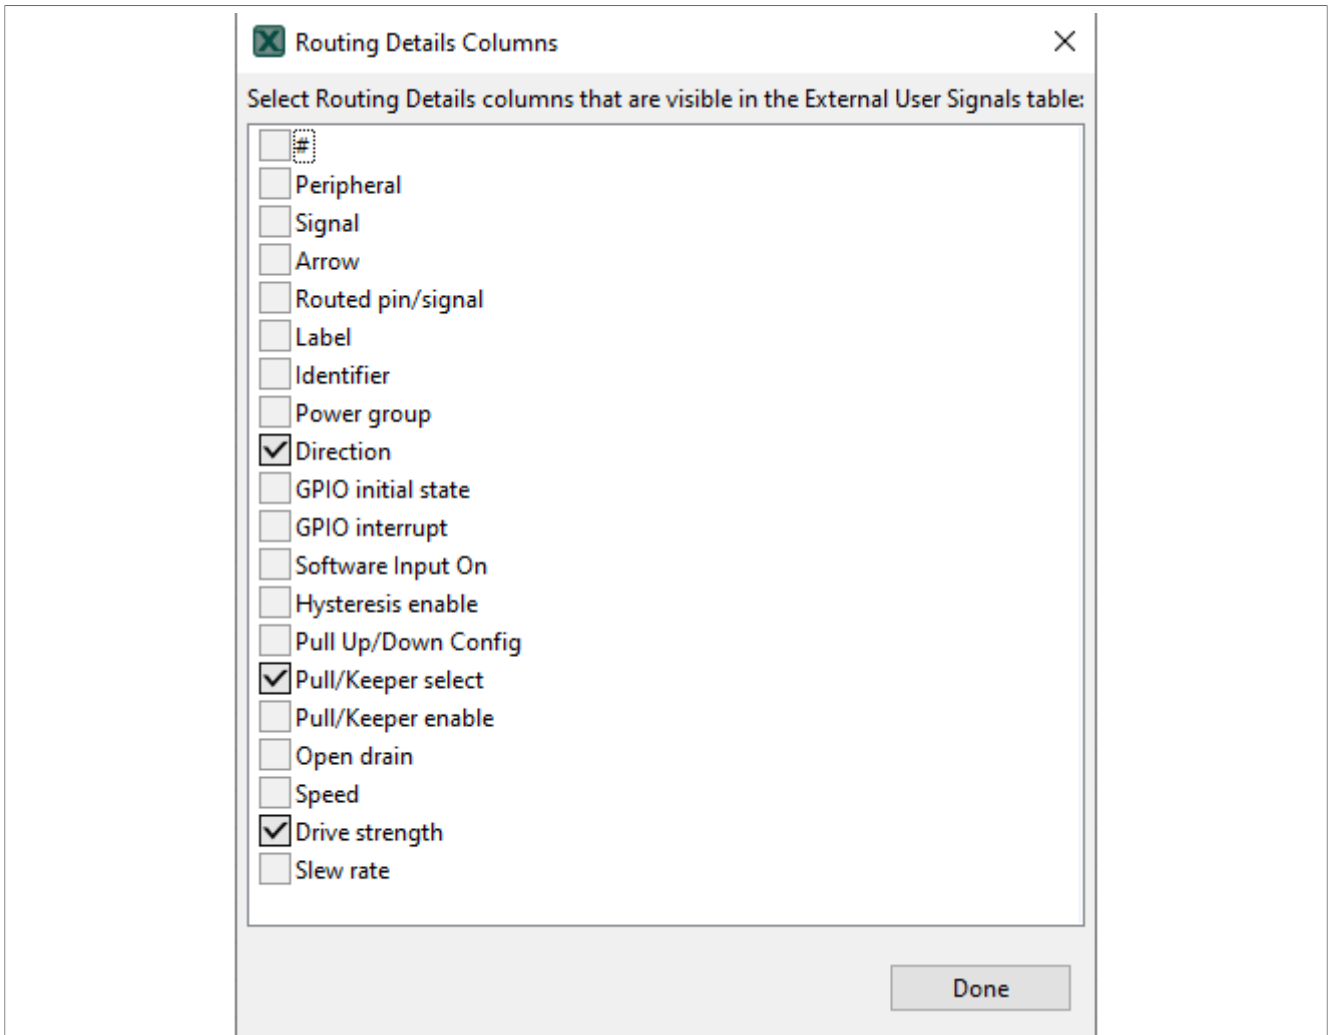 Routing Details Columns
Select Routing Details columns that are visible in the External User Signals table:
#
Peripheral
Signal
Arrow
Routed pin/signal
Label
Identifier
Power group
Direction
GPIO initial state
GPIO interrupt
Software Input On
Hysteresis enable
Pull Up/Down Config
Pull/Keeper select
Pull/Keeper enable
Open drain
Speed
Drive strength
Slew rate
Done